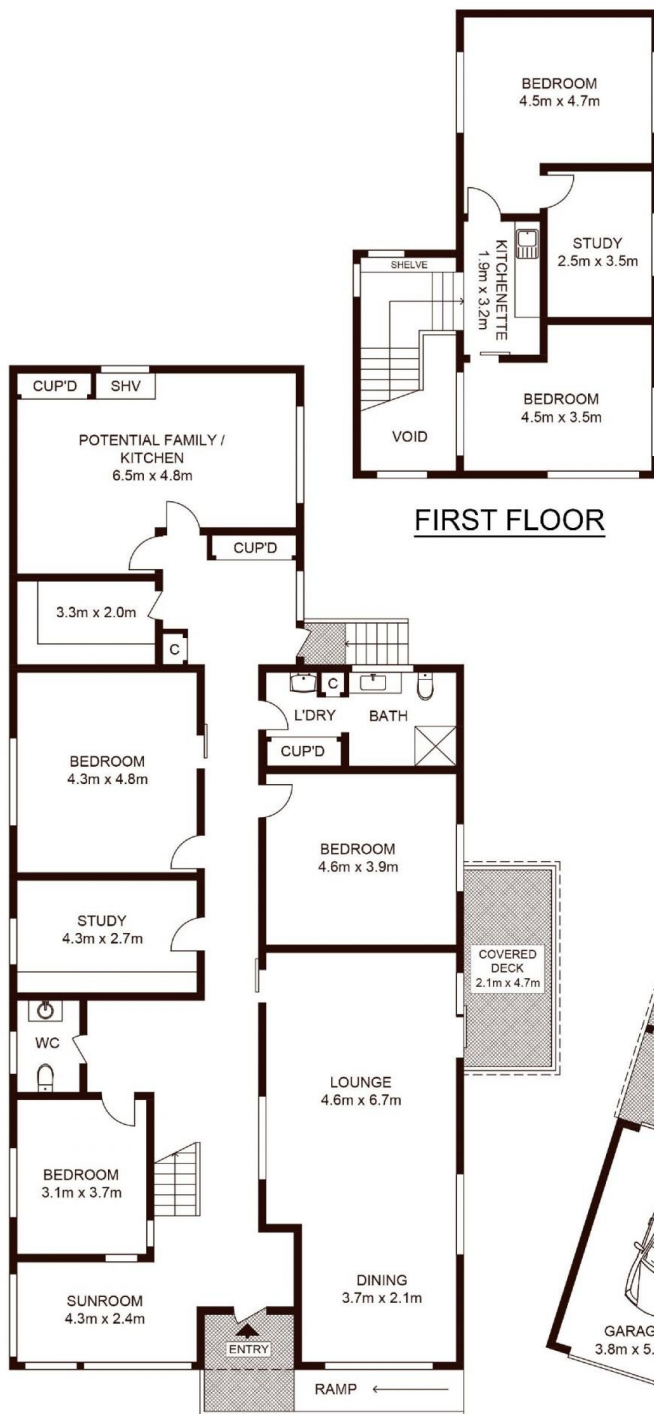 BEDROOM
4.5m x 4.7m
STUDY
2.5m x 3.5m
KITCHENETTE
1.9m x 3.2m
SHELVE
VOID
BEDROOM
4.5m x 3.5m
FIRST FLOOR
CUP'D
SHV
POTENTIAL FAMILY /
KITCHEN
6.5m x 4.8m
CUP'D
3.3m x 2.0m
C
C
L'DRY
BATH
CUP'D
BEDROOM
4.3m x 4.8m
BEDROOM
4.6m x 3.9m
STUDY
4.3m x 2.7m
COVERED
DECK
2.1m x 4.7m
WC
LOUNGE
4.6m x 6.7m
BEDROOM
3.1m x 3.7m
DINING
3.7m x 2.1m
SUNROOM
4.3m x 2.4m
ENTRY
RAMP
GARAG
3.8m x 5.